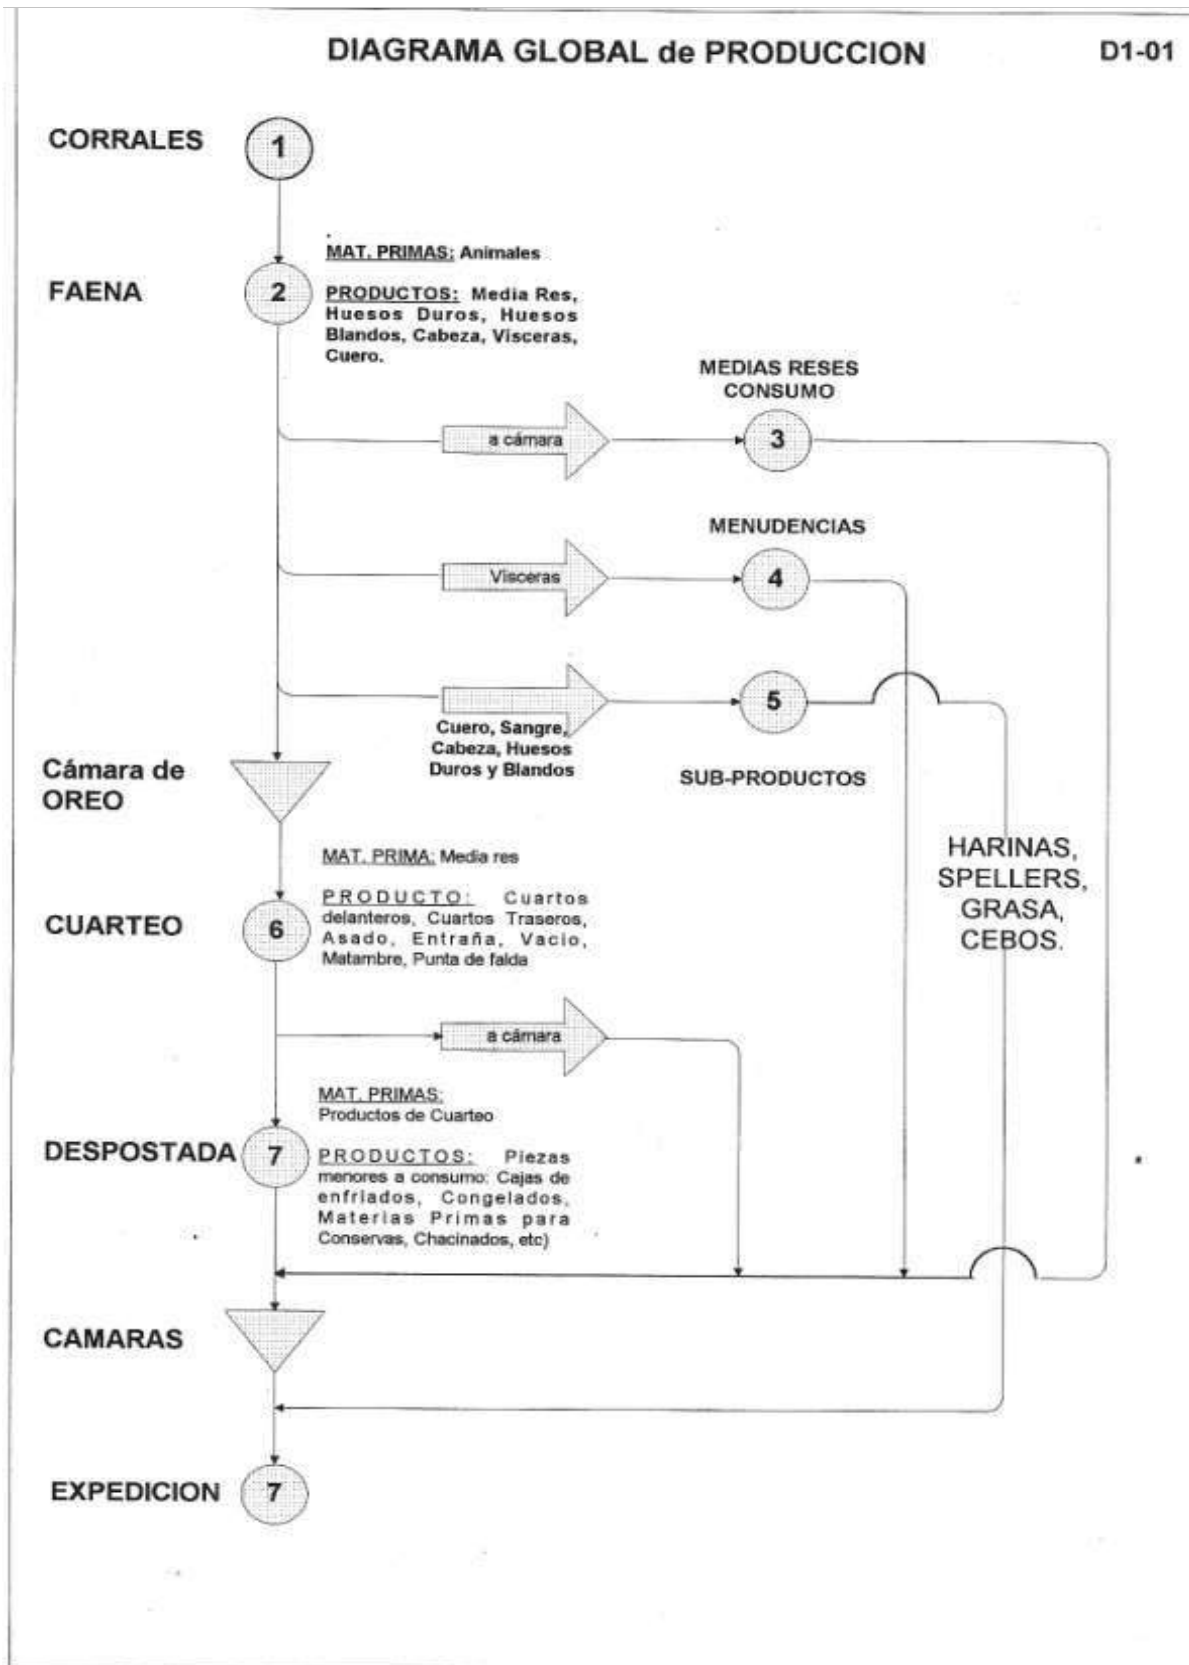 DIAGRAMA GLOBAL de PRODUCCION
D1-01
CORRALES
1
MAT. PRIMAS: Animales
FAENA
2
PRODUCTOS: Media Res,
Huesos Duros, Huesos
Blandos, Cabeza, Visceras,
Cuero.
MEDIAS RESES
CONSUMO
a cámara
3
MENUDENCIAS
Visceras
4
5
Cuero, Sangre,
Cabeza, Huesos
Duros y Blandos
SUB-PRODUCTOS
Cámara de
OREO
HARINAS,
SPELLERS,
GRASA,
CEBOS.
MAT. PRIMA: Media res
CUARTEO
6
PRODUCTO: Cuartos
delanteros, Cuartos Traseros,
Asado, Entraña, Vacio,
Matambre, Punta de falda
a cámara
MAT. PRIMAS:
Productos de Cuarteo
DESPOSTADA
7
PRODUCTOS: Piezas
menores a consumo: Cajas de
enfriados, Congelados,
Materias Primas para
Conservas, Chacinados, etc)
CAMARAS
EXPEDICION
7